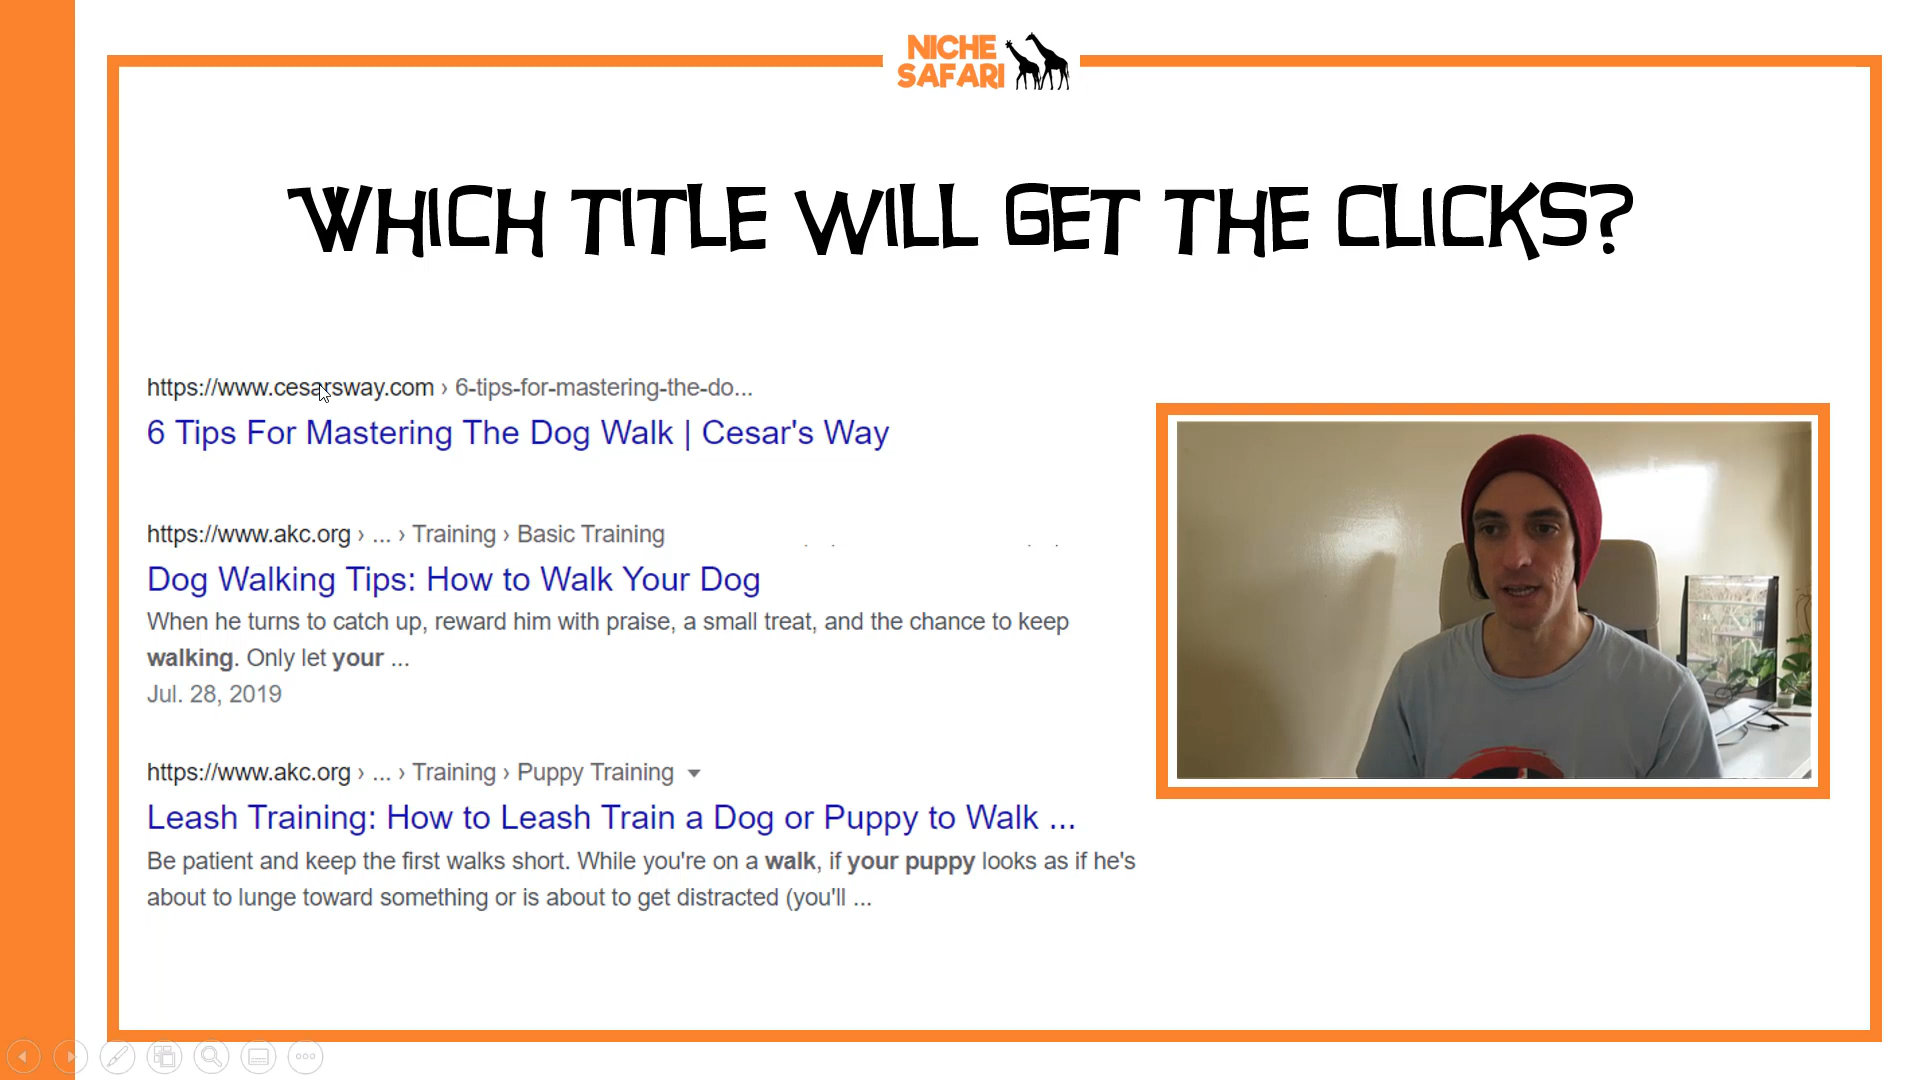 NICHE
SAFARI
WHICH TITLE WILL GET THE CLICKS?
https://www.cesarsway.com › 6-tips-for-mastering-the-do...
6 Tips For Mastering The Dog Walk | Cesar's Way
https://www.akc.org › ... › Training › Basic Training
Dog Walking Tips: How to Walk Your Dog
When he turns to catch up, reward him with praise, a small treat, and the chance to keep
walking. Only let your ...
Jul. 28, 2019
https://www.akc.org › ... › Training › Puppy Training
Leash Training: How to Leash Train a Dog or Puppy to Walk ...
Be patient and keep the first walks short. While you're on a walk, if your puppy looks as if he's
about to lunge toward something or is about to get distracted (you'll ...